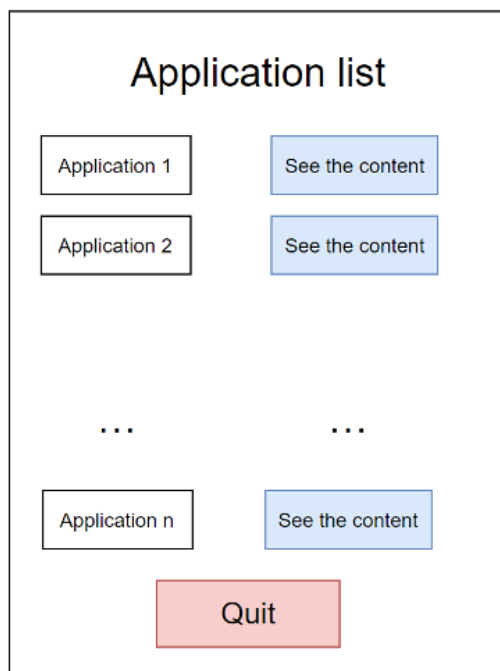 Application list
Application 1 See the content
Application 2 See the content
... ...
Application n See the content
Quit